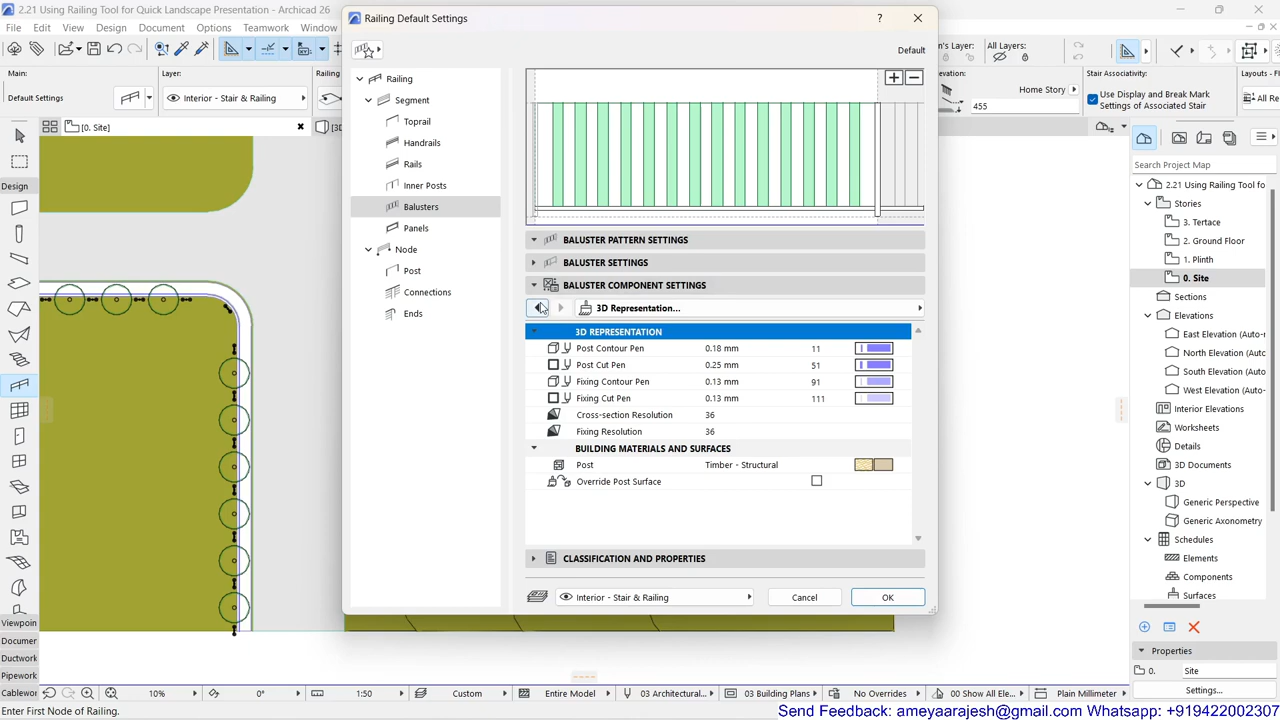 2.21 Using Railing Tool for Quick Landscape Presentation - Archicad 26
Railing Default Settings
File Edit View Design Document Options Teamwork Window
Default
Main:
Layer:
Default Settings
Interior - Stair & Railing
[0. Site]
Design
Railing
Segment
Toprail
Handrails
Rails
Inner Posts
Balusters
Panels
Node
Post
Connections
Ends
BALUSTER PATTERN SETTINGS
BALUSTER SETTINGS
BALUSTER COMPONENT SETTINGS
3D Representation...
3D REPRESENTATION
Post Contour Pen 0.18 mm 11
Post Cut Pen 0.25 mm 51
Fixing Contour Pen 0.13 mm 91
Fixing Cut Pen 0.13 mm 111
Cross-section Resolution 36
Fixing Resolution 36
BUILDING MATERIALS AND SURFACES
Post Timber - Structural
Override Post Surface
CLASSIFICATION AND PROPERTIES
Interior - Stair & Railing
Cancel
OK
All Layers:
Home Story
455
Stair Associativity:
Use Display and Break Mark
Settings of Associated Stair
Search Project Map
2.21 Using Railing Tool fo
Stories
3. Tertace
2. Ground Floor
1. Plinth
0. Site
Sections
Elevations
East Elevation (Auto-
North Elevation (Auto
South Elevation (Auto
West Elevation (Auto-
Interior Elevations
Worksheets
Details
3D Documents
3D
Generic Perspective
Generic Axonometry
Schedules
Elements
Components
Surfaces
Properties
0. Site
Settings...
Viewpoin
Documer
Ductwork
Pipework
Cablewor
10% 0° 1:50 Custom Entire Model 03 Architectural... 03 Building Plans No Overrides 00 Show All Ele... Plain Millimeter
Enter First Node of Railing.
Send Feedback: ameyaarajesh@gmail.com Whatsapp: +919422002307